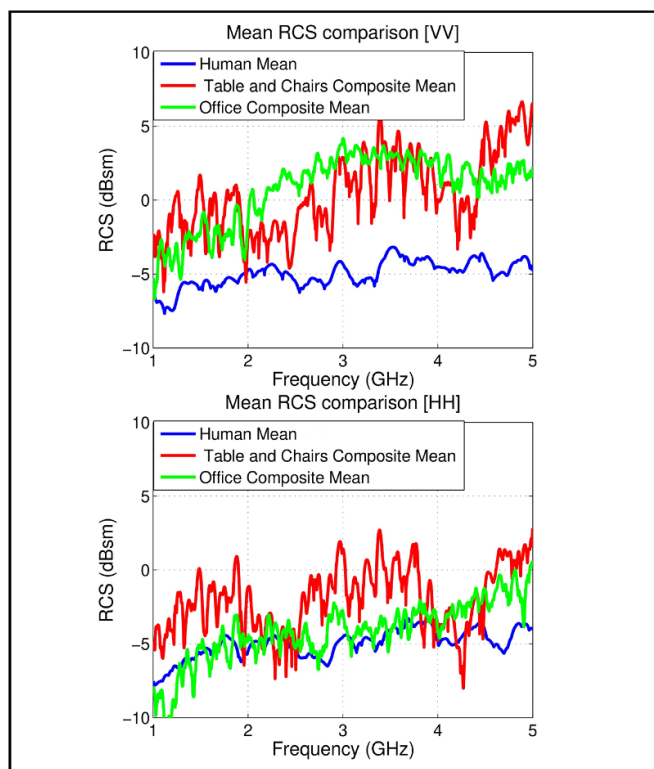 Mean RCS comparison [VV]
10
Human Mean
Table and Chairs Composite Mean
Office Composite Mean
5
0
−5
−10
RCS (dBsm)
1 2 3 4 5
Frequency (GHz)
Mean RCS comparison [HH]
10
Human Mean
Table and Chairs Composite Mean
Office Composite Mean
5
0
−5
−10
RCS (dBsm)
1 2 3 4 5
Frequency (GHz)